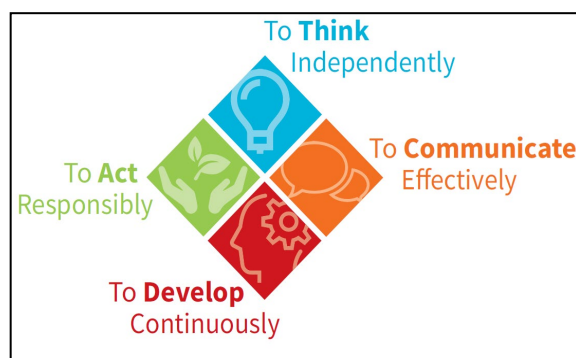 To Think
Independently
To Communicate
Effectively
To Act
Responsibly
To Develop
Continuously